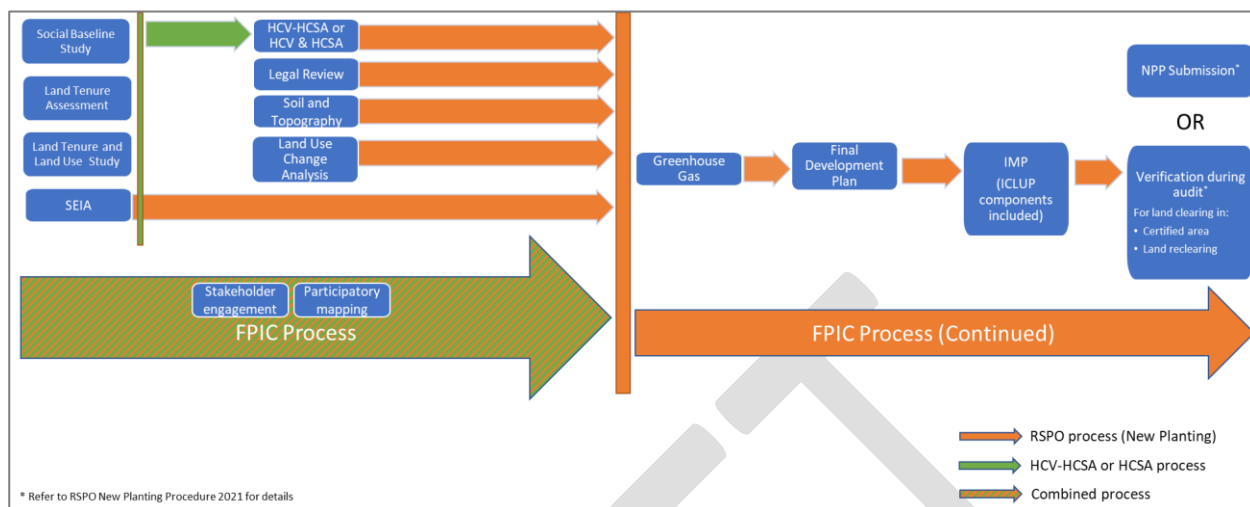 Social Baseline
Study
Land Tenure
Assessment
Land Tenure and
Land Use Study
SEIA
HCV-HCSA or
HCV & HCSA
Legal Review
Soil and
Topography
Land Use
Change
Analysis
Stakeholder
engagement
Participatory
mapping
FPIC Process
Greenhouse
Gas
Final
Development
Plan
IMP
(ICLUP
components
included)
NPP Submission*
OR
Verification during
audit*
For land clearing in:
• Certified area
• Land reclearing
FPIC Process (Continued)
RSPO process (New Planting)
HCV-HCSA or HCSA process
Combined process
* Refer to RSPO New Planting Procedure 2021 for details